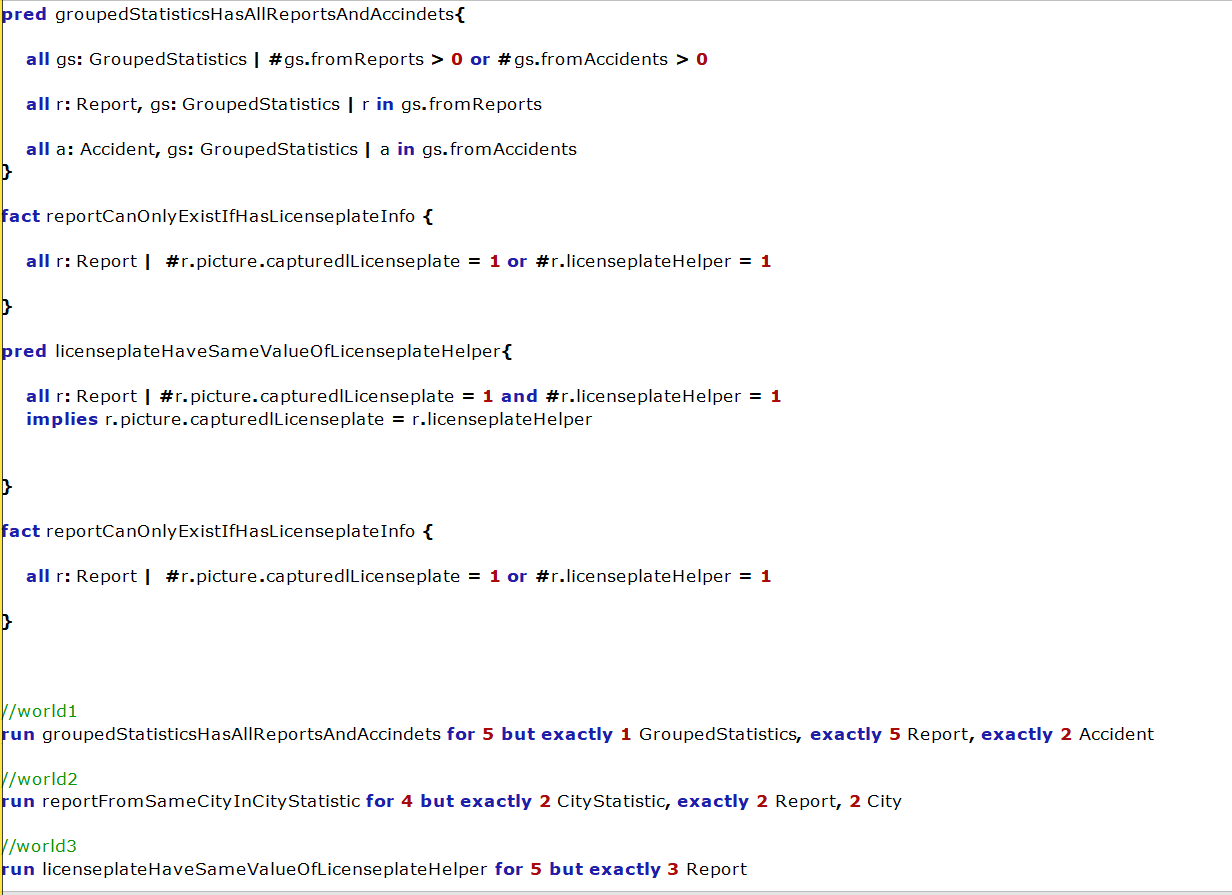 pred groupedStatisticsHasAllReportsAndAccindets{
all gs: GroupedStatistics | #gs.fromReports > 0 or #gs.fromAccidents > 0
all r: Report, gs: GroupedStatistics | r in gs.fromReports
all a: Accident, gs: GroupedStatistics | a in gs.fromAccidents
}
fact reportCanOnlyExistIfHasLicenseplateInfo {
all r: Report | #r.picture.capturedlLicenseplate = 1 or #r.licenseplateHelper = 1
}
pred licenseplateHaveSameValueOfLicenseplateHelper{
all r: Report | #r.picture.capturedlLicenseplate = 1 and #r.licenseplateHelper = 1
implies r.picture.capturedlLicenseplate = r.licenseplateHelper
}
fact reportCanOnlyExistIfHasLicenseplateInfo {
all r: Report | #r.picture.capturedlLicenseplate = 1 or #r.licenseplateHelper = 1
}
//world1
run groupedStatisticsHasAllReportsAndAccindets for 5 but exactly 1 GroupedStatistics, exactly 5 Report, exactly 2 Accident
//world2
run reportFromSameCityInCityStatistic for 4 but exactly 2 CityStatistic, exactly 2 Report, 2 City
//world3
run licenseplateHaveSameValueOfLicenseplateHelper for 5 but exactly 3 Report